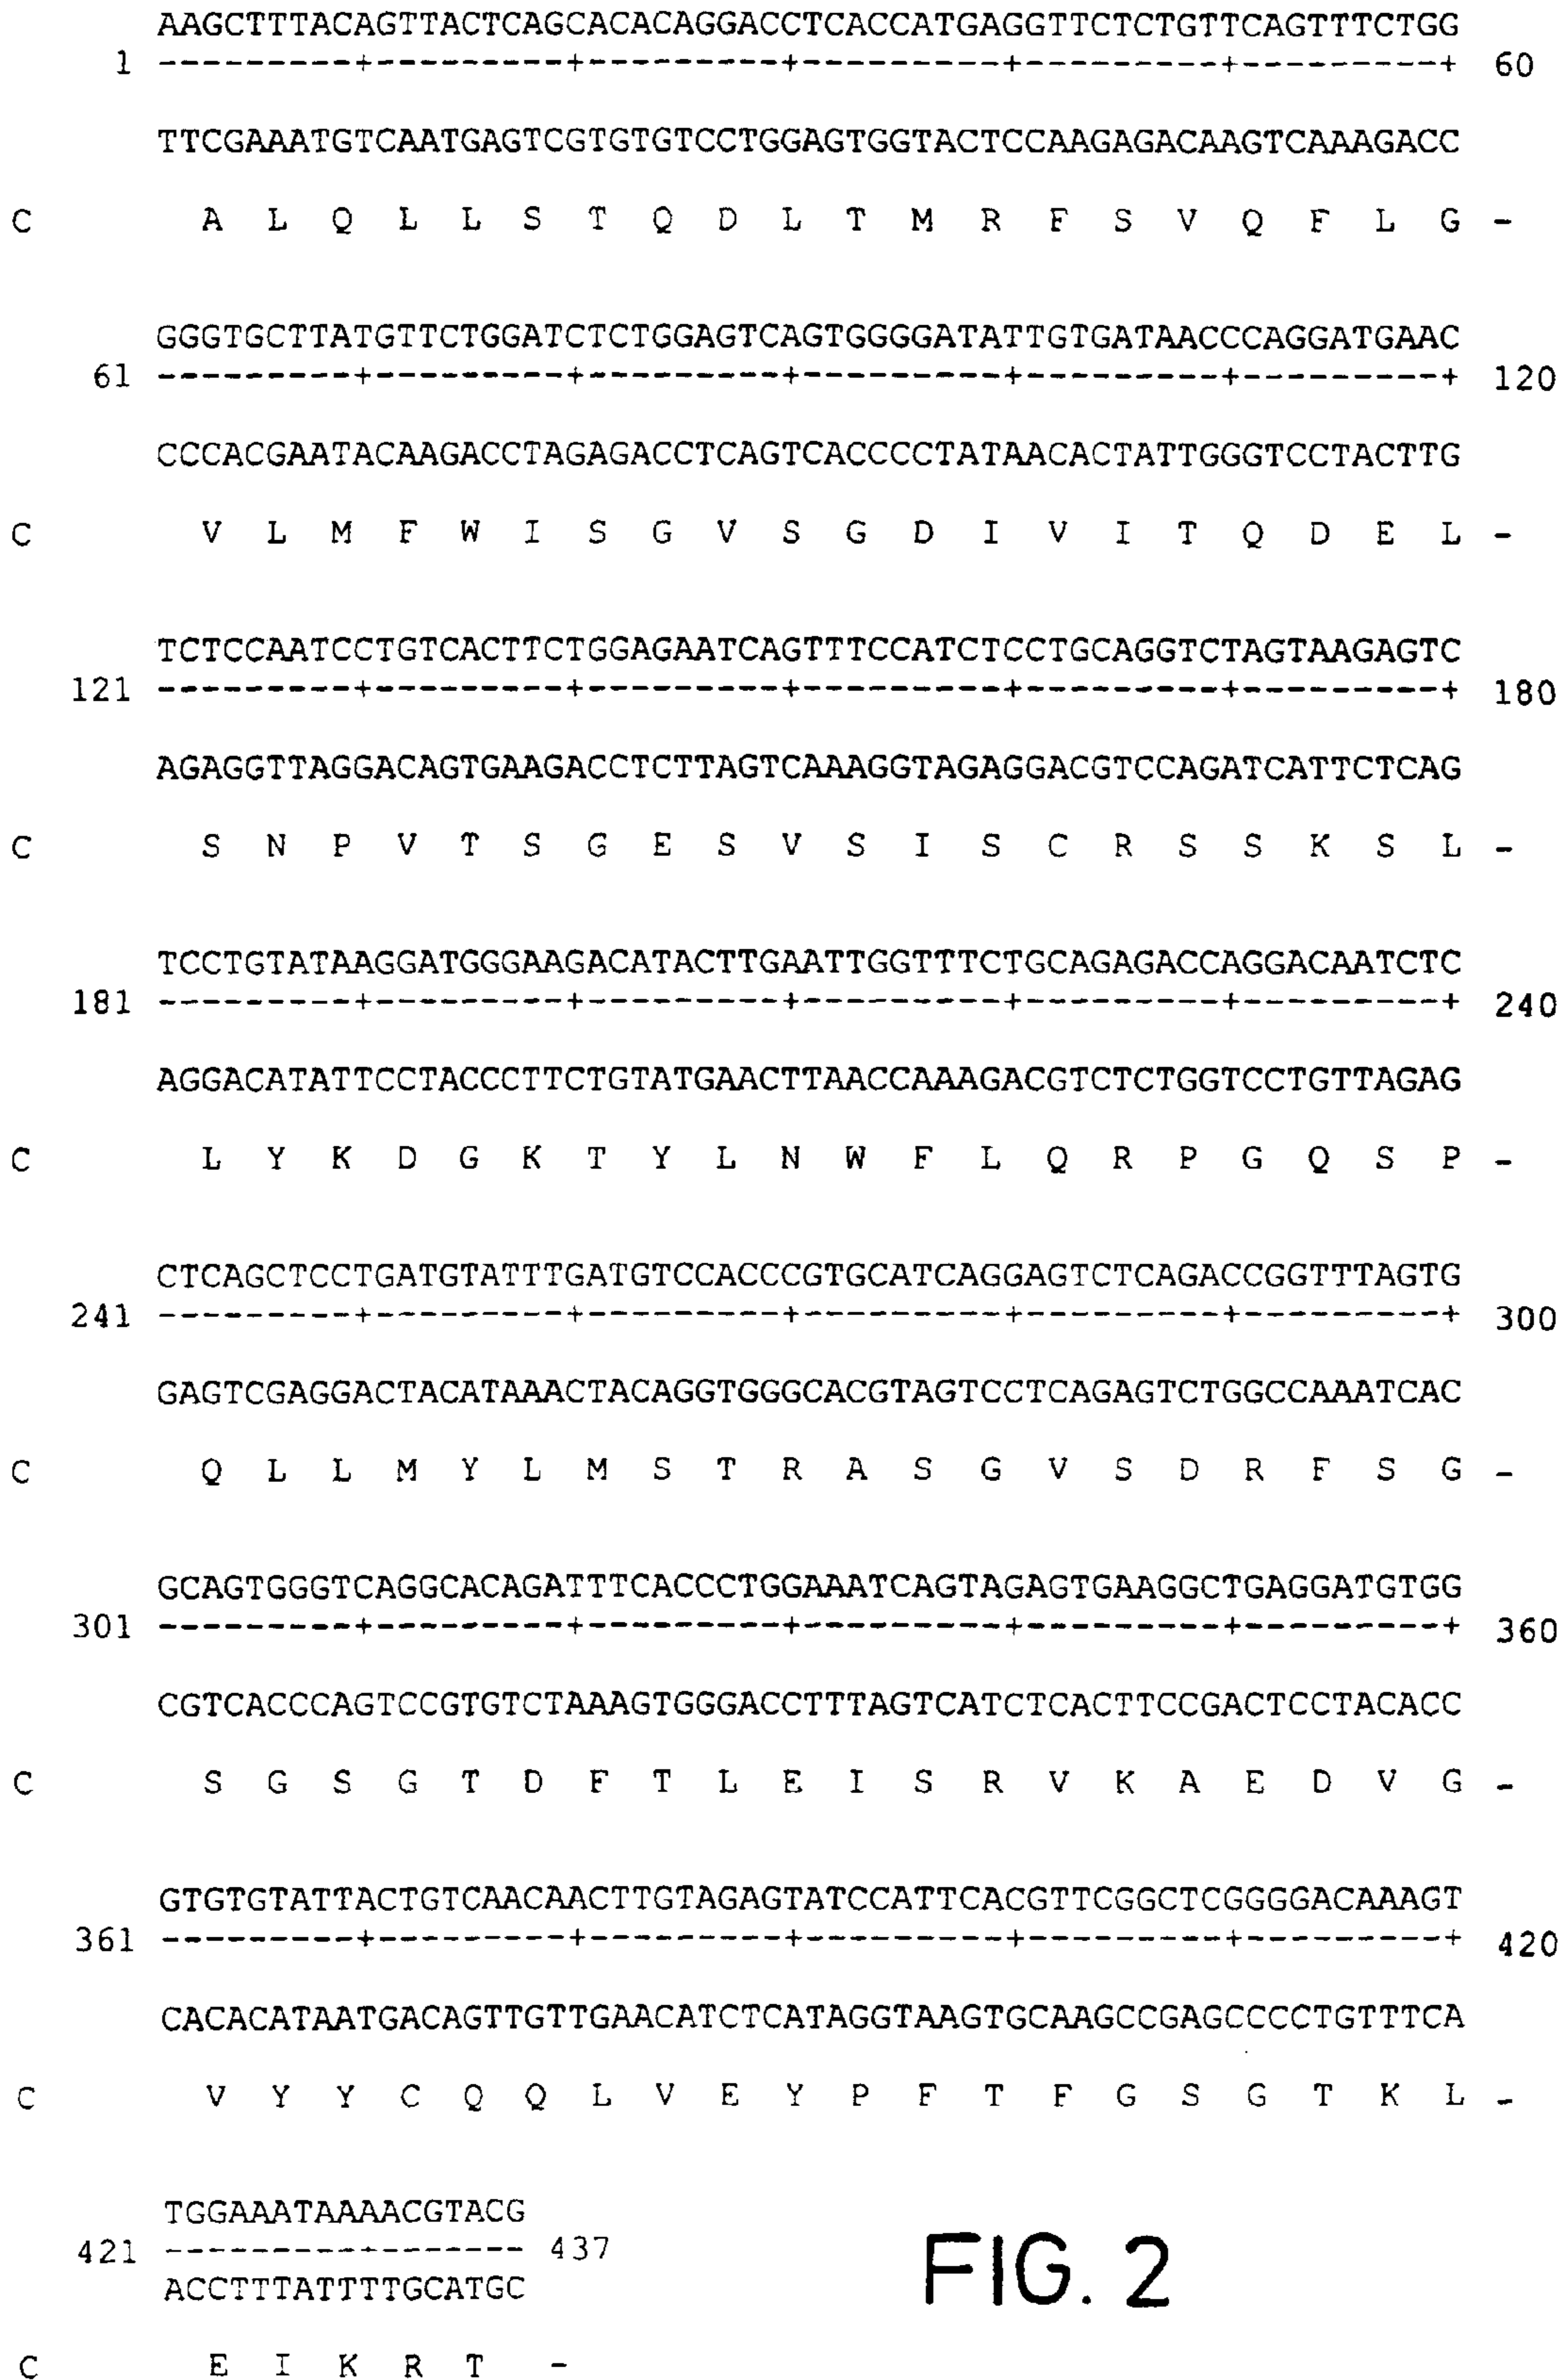 AAGCTTTACAGTTACTCAGCACACAGGACCTCACCATGAGGTTCTCTGTTCAGTTTCTGG
1 ---------+---------+---------+---------+---------+---------+ 60
TTCGAAATGTCAATGAGTCGTGTGTCCTGGAGTGGTACTCCAAGAGACAAGTCAAAGACC
C A L Q L L S T Q D L T M R F S V Q F L G -
GGGTGCTTATGTTCTGGATCTCTGGAGTCAGTGGGGATATTGTGATAACCCAGGATGAAC
61 ---------+---------+---------+---------+---------+---------+ 120
CCCACGAATACAAGACCTAGAGACCTCAGTCACCCCTATAACACTATTGGGTCCTACTTG
C V L M F W I S G V S G D I V I T Q D E L -
TCTCCAATCCTGTCACTTCTGGAGAATCAGTTTCCATCTCCTGCAGGTCTAGTAAGAGTC
121 ---------+---------+---------+---------+---------+---------+ 180
AGAGGTTAGGACAGTGAAGACCTCTTAGTCAAAGGTAGAGGACGTCCAGATCATTCTCAG
C S N P V T S G E S V S I S C R S S K S L -
TCCTGTATAAGGATGGGAAGACATACTTGAATTGGTTTCTGCAGAGACCAGGACAATCTC
181 ---------+---------+---------+---------+---------+---------+ 240
AGGACATATTCCTACCCTTCTGTATGAACTTAACCAAAGACGTCTCTGGTCCTGTTAGAG
C L Y K D G K T Y L N W F L Q R P G Q S P -
CTCAGCTCCTGATGTATTTGATGTCCACCCGTGCATCAGGAGTCTCAGACCGGTTTAGTG
241 ---------+---------+---------+---------+---------+---------+ 300
GAGTCGAGGACTACATAAACTACAGGTGGGCACGTAGTCCTCAGAGTCTGGCCAAATCAC
C Q L L M Y L M S T R A S G V S D R F S G -
GCAGTGGGTCAGGCACAGATTTCACCCTGGAAATCAGTAGAGTGAAGGCTGAGGATGTGG
301 ---------+---------+---------+---------+---------+---------+ 360
CGTCACCCAGTCCGTGTCTAAAGTGGGACCTTTAGTCATCTCACTTCCGACTCCTACACC
C S G S G T D F T L E I S R V K A E D V G -
GTGTGTATTACTGTCAACAACTTGTAGAGTATCCATTCACGTTCGGCTCGGGGACAAAGT
361 ---------+---------+---------+---------+---------+---------+ 420
CACACATAATGACAGTTGTTGAACATCTCATAGGTAAGTGCAAGCCGAGCCCCTGTTTCA
C V Y Y C Q Q L V E Y P F T F G S G T K L -
TGGAAATAAAACGTACG
421 ---------+------- 437
ACCTTTATTTTGCATGC
FIG. 2
C E I K R T -